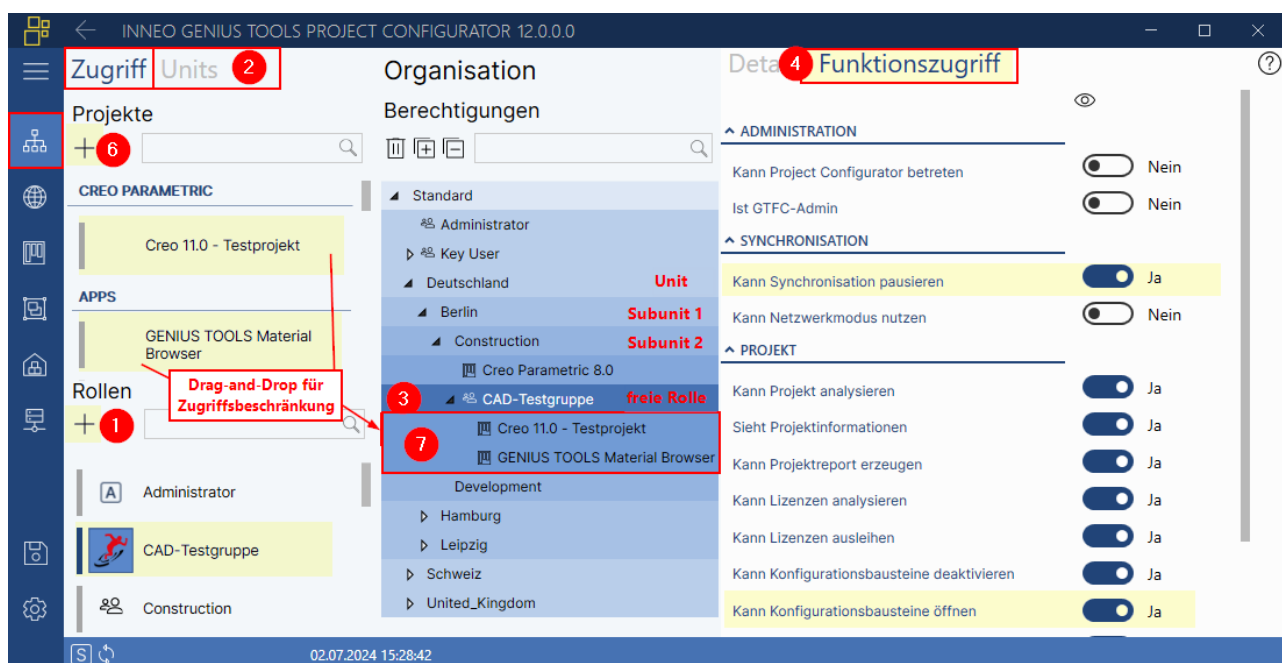 INNEO GENIUS TOOLS PROJECT CONFIGURATOR 12.0.0.0
Zugriff Units 2
Projekte
6
CREO PARAMETRIC
Creo 11.0 - Testprojekt
APPS
GENIUS TOOLS Material
Browser
Drag-and-Drop für
Zugriffsbeschränkung
Rollen
1
A Administrator
CAD-Testgruppe
Construction
Organisation
Berechtigungen
Standard
Administrator
Key User
Deutschland Unit
Berlin Subunit 1
Construction Subunit 2
Creo Parametric 8.0
3 CAD-Testgruppe freie Rolle
7 Creo 11.0 - Testprojekt
GENIUS TOOLS Material Browser
Development
Hamburg
Leipzig
Schweiz
United_Kingdom
Deta 4 Funktionszugriff
?
ADMINISTRATION
Kann Project Configurator betreten Nein
Ist GTFC-Admin Nein
SYNCHRONISATION
Kann Synchronisation pausieren Ja
Kann Netzwerkmodus nutzen Nein
PROJEKT
Kann Projekt analysieren Ja
Sieht Projektinformationen Ja
Kann Projektreport erzeugen Ja
Kann Lizenzen analysieren Ja
Kann Lizenzen ausleihen Ja
Kann Konfigurationsbausteine deaktivieren Ja
Kann Konfigurationsbausteine öffnen Ja
S 02.07.2024 15:28:42